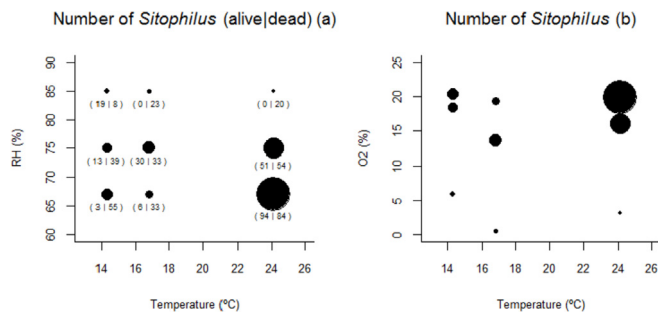 Number of Sitophilus (alive|dead) (a)
RH (%)
90
85
80
75
70
65
60
( 19 | 8 )
( 0 | 23 )
( 0 | 20 )
( 13 | 39 )
( 30 | 33 )
( 51 | 54 )
( 3 | 55 )
( 6 | 33 )
( 94 | 84 )
14 16 18 20 22 24 26
Temperature (ºC)
Number of Sitophilus (b)
O2 (%)
25
20
15
10
5
0
14 16 18 20 22 24 26
Temperature (ºC)